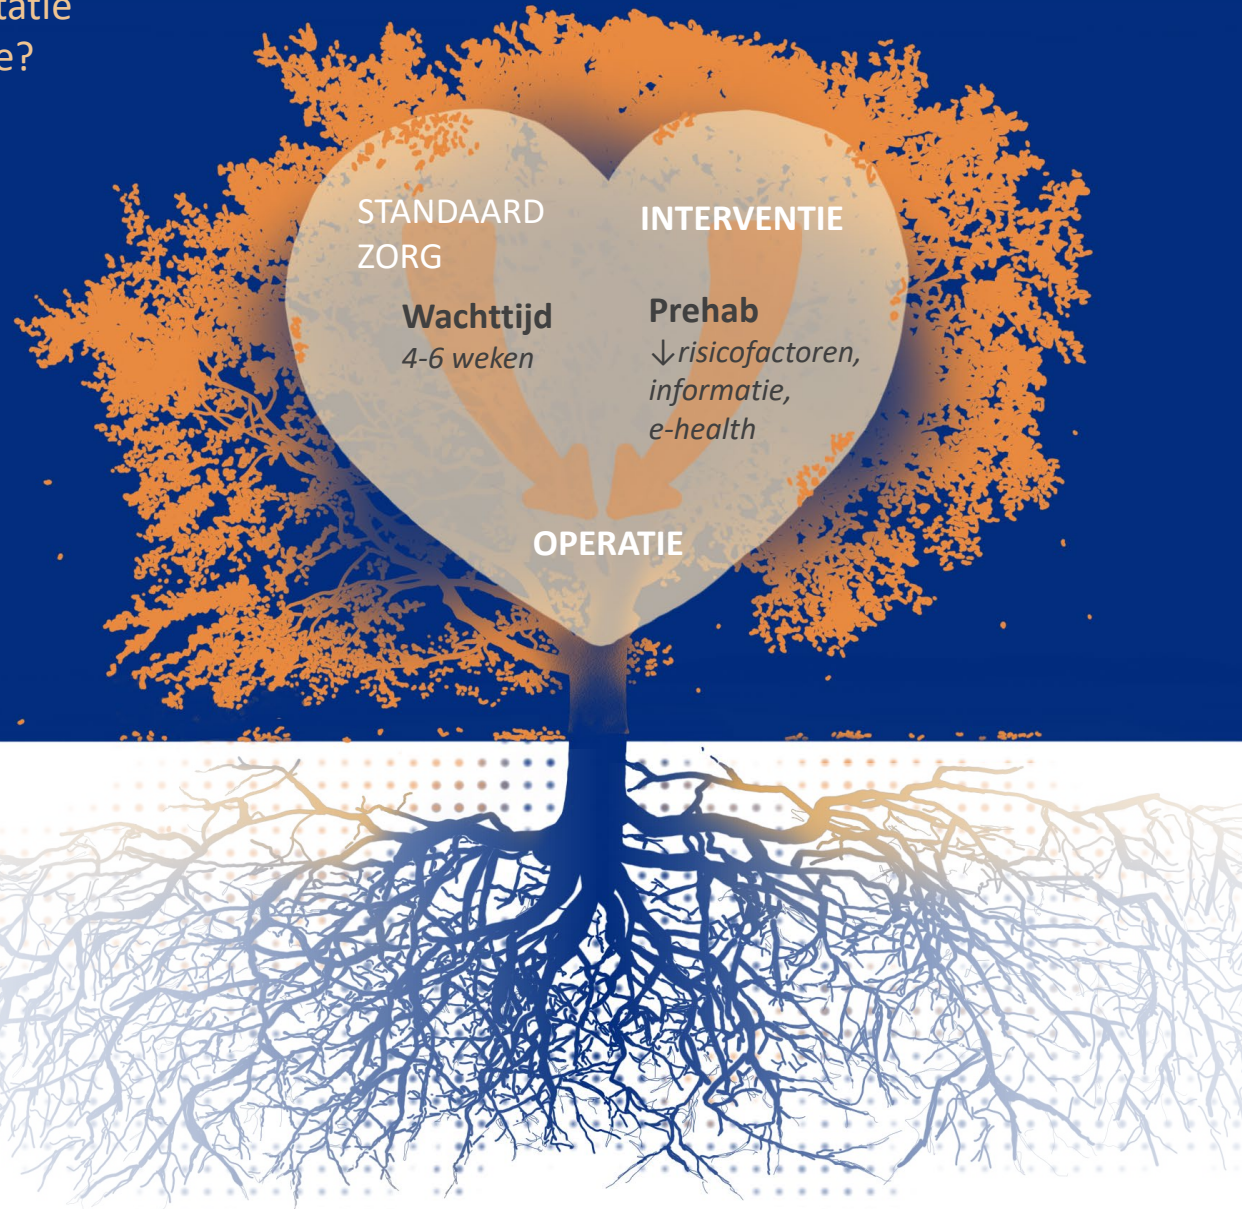 e?
STANDAARD
ZORG
Wachttijd
4-6 weken
INTERVENTIE
Prehab
↓risicofactoren,
informatie,
e-health
OPERATIE